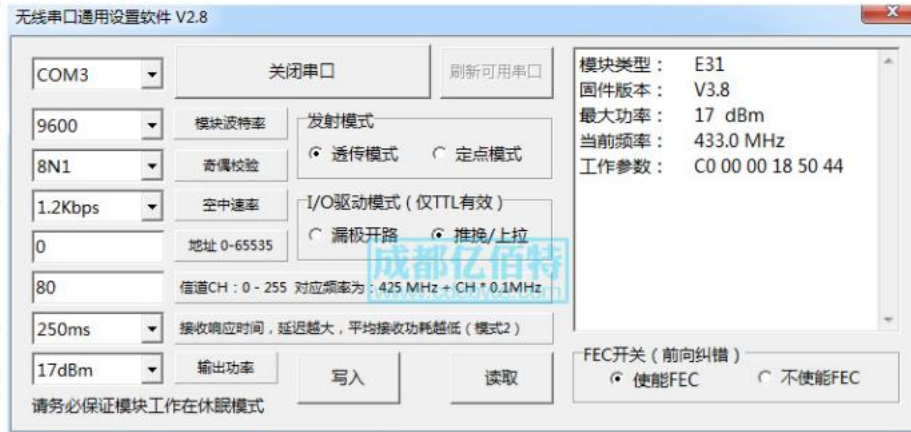 无线串口通用设置软件 V2.8
COM3
关闭串口
刷新可用串口
9600
模块波特率
8N1
奇偶校验
1.2Kbps
空中速率
0
地址 0-65535
80
信道CH：0 - 255 对应频率为：425 MHz + CH * 0.1MHz
250ms
接收响应时间，延迟越大，平均接收功耗越低（模式2）
17dBm
输出功率
写入
读取
请务必保证模块工作在休眠模式
发射模式
透传模式 定点模式
I/O驱动模式（仅TTL有效）
漏极开路 推挽/上拉
成都亿佰特
模块类型： E31
固件版本： V3.8
最大功率： 17 dBm
当前频率： 433.0 MHz
工作参数： C0 00 00 18 50 44
FEC开关（前向纠错）
使能FEC 不使能FEC